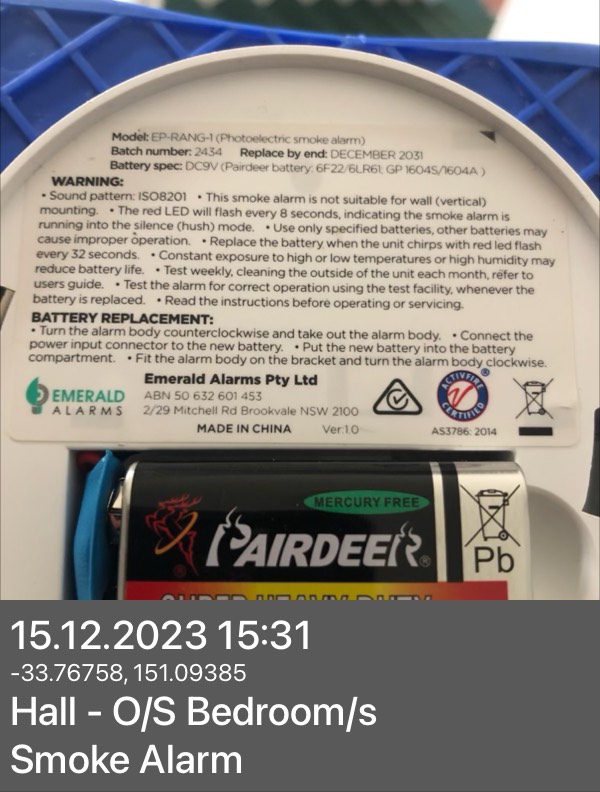 Model: EP-RANG-1 (Photoelectric smoke alarm)
Batch number: 2434 Replace by end: DECEMBER 2031
Battery spec: DC9V (Pairdeer battery: 6F22/6LR61; GP 1604S/1604A )
WARNING:
• Sound pattern: ISO8201 • This smoke alarm is not suitable for wall (vertical)
mounting. • The red LED will flash every 8 seconds, indicating the smoke alarm is
running into the silence (hush) mode. • Use only specified batteries, other batteries may
cause improper operation. • Replace the battery when the unit chirps with red led flash
every 32 seconds. • Constant exposure to high or low temperatures or high humidity may
reduce battery life. • Test weekly, cleaning the outside of the unit each month, refer to
users guide. • Test the alarm for correct operation using the test facility, whenever the
battery is replaced. • Read the instructions before operating or servicing.
BATTERY REPLACEMENT:
• Turn the alarm body counterclockwise and take out the alarm body. • Connect the
power input connector to the new battery. • Put the new battery into the battery
compartment. • Fit the alarm body on the bracket and turn the alarm body clockwise.
EMERALD
ALARMS
Emerald Alarms Pty Ltd
ABN 50 632 601 453
2/29 Mitchell Rd Brookvale NSW 2100
MADE IN CHINA Ver:1.0
ACTIVFIRE ®
CERTIFIED
AS3786: 2014
MERCURY FREE
PAIRDEER®
Pb
SUPER HEAVY DUTY
15.12.2023 15:31
-33.76758, 151.09385
Hall - O/S Bedroom/s
Smoke Alarm